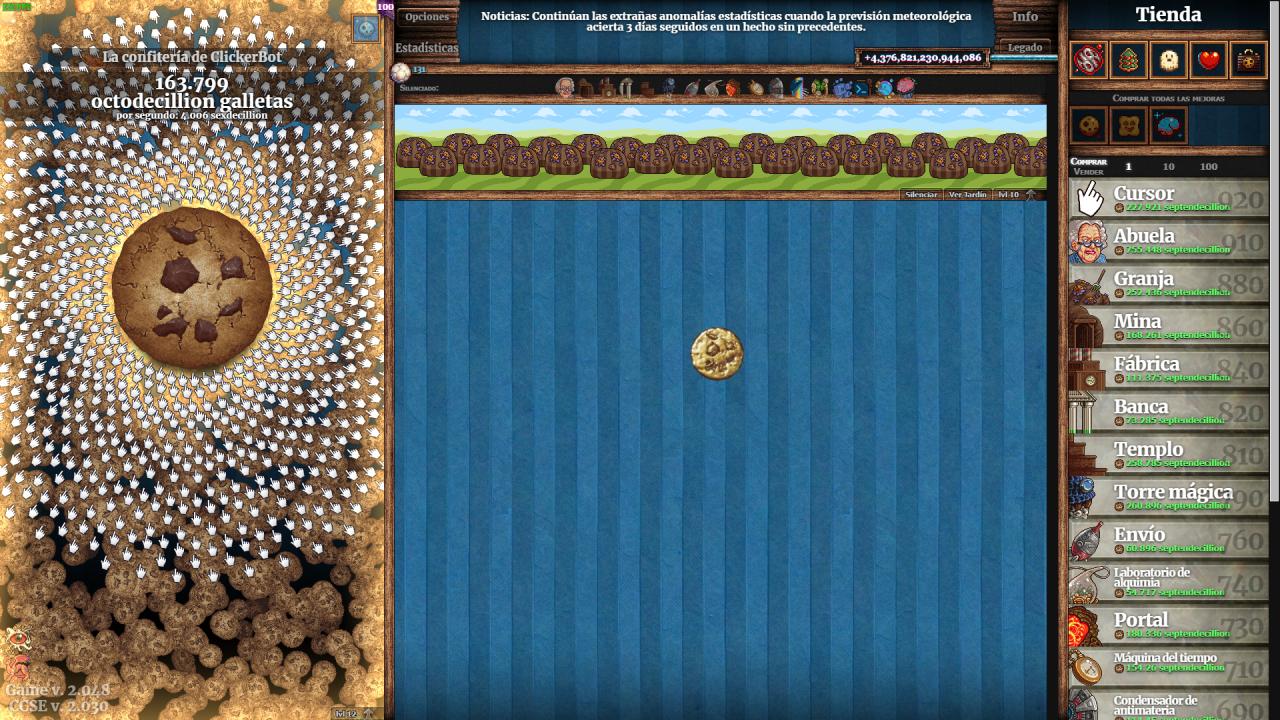 La confitería de ClickerBot
163.799
octodecillion galletas
por segundo: 4.006 sexdecillion
Game v. 2.048
CCSE v. 2.030
lvl 12
100
Opciones
Estadísticas
Noticias: Continúan las extrañas anomalías estadísticas cuando la previsión meteorológica
acierta 3 días seguidos en un hecho sin precedentes.
Info
Legado
+4,376,821,230,944,086
131
Silenciado:
Silenciar
Ver Jardín
lvl 10
Tienda
Comprar todas las mejoras
Comprar
Vender
1
10
100
Cursor
227.921 septendecillion
Abuela
755.448 septendecillion
910
Granja
252.436 septendecillion
880
Mina
168.261 septendecillion
860
Fábrica
111.375 septendecillion
840
Banca
73.285 septendecillion
820
Templo
258.785 septendecillion
810
Torre mágica
260.896 septendecillion
Envío
60.896 septendecillion
760
Laboratorio de
alquimia
54.717 septendecillion
740
Portal
180.336 septendecillion
730
Máquina del tiempo
154.26 septendecillion
710
Condensador de
antimateria
690